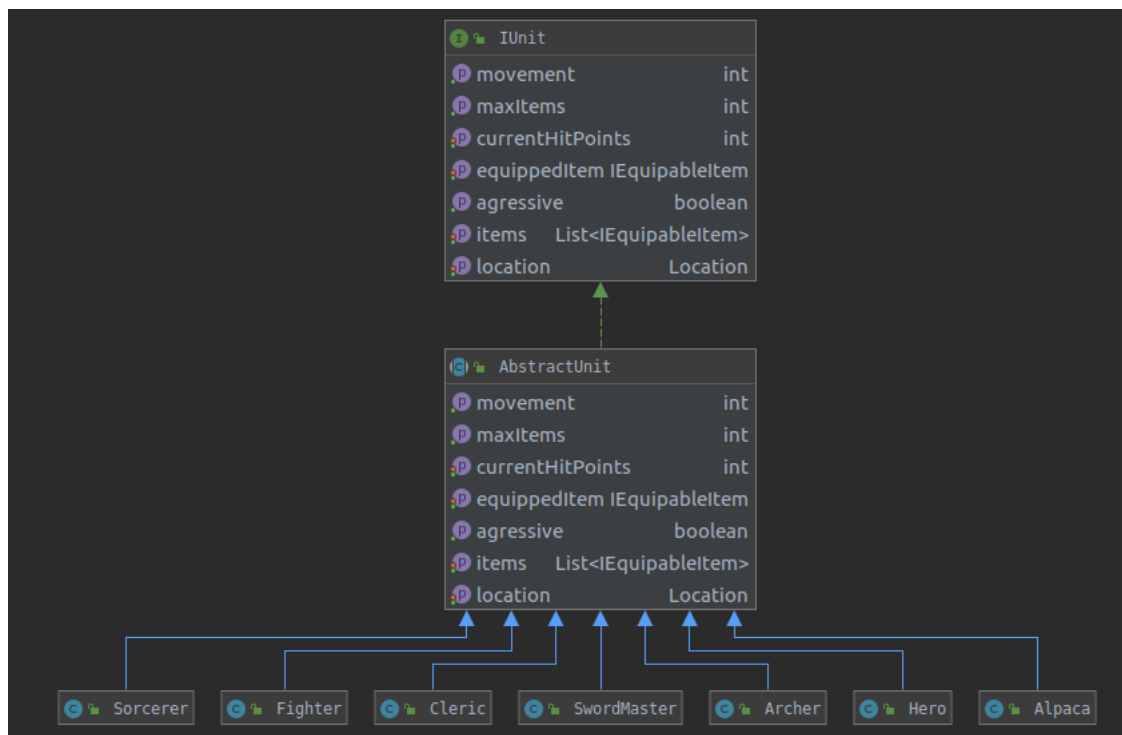 IUnit
movement int
maxItems int
currentHitPoints int
equippedItem IEquipableItem
agressive boolean
items List<IEquipableItem>
location Location
AbstractUnit
movement int
maxItems int
currentHitPoints int
equippedItem IEquipableItem
agressive boolean
items List<IEquipableItem>
location Location
Sorcerer Fighter Cleric SwordMaster Archer Hero Alpaca